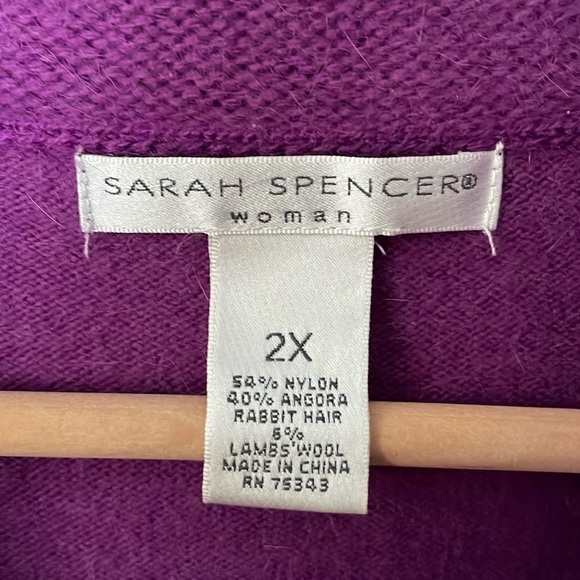 SARAH SPENCER®
woman
2X
54% NYLON
40% ANGORA
RABBIT HAIR
6%
LAMBS' WOOL
MADE IN CHINA
RN 75343